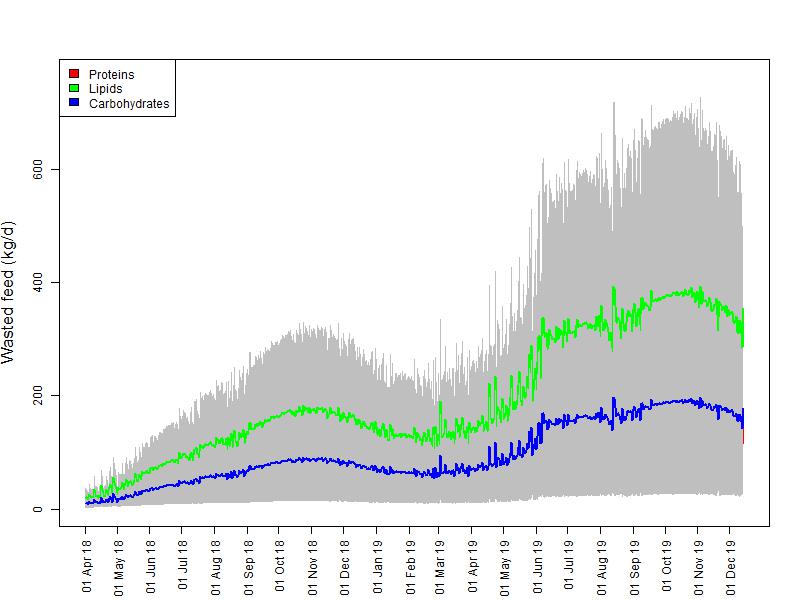 Proteins
Lipids
Carbohydrates
Wasted feed (kg/d)
600
400
200
0
01 Apr 18
01 May 18
01 Jun 18
01 Jul 18
01 Aug 18
01 Sep 18
01 Oct 18
01 Nov 18
01 Dec 18
01 Jan 19
01 Feb 19
01 Mar 19
01 Apr 19
01 May 19
01 Jun 19
01 Jul 19
01 Aug 19
01 Sep 19
01 Oct 19
01 Nov 19
01 Dec 19